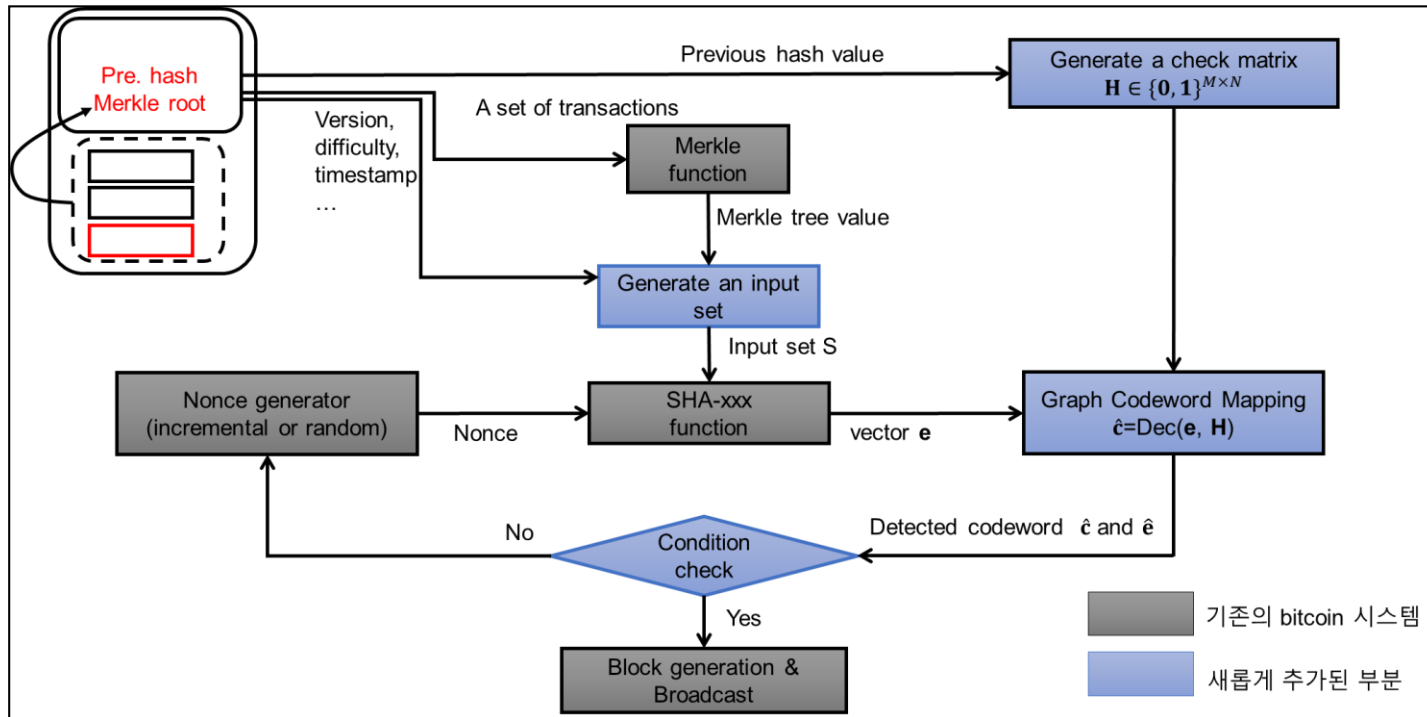 Pre. hash
Merkle root
Previous hash value
Generate a check matrix
𝐇 ∈ {𝟎, 𝟏}^{M×N}
A set of transactions
Version,
difficulty,
timestamp
…
Merkle
function
Merkle tree value
Generate an input
set
Input set S
Nonce generator
(incremental or random)
Nonce
SHA-xxx
function
vector e
Graph Codeword Mapping
ĉ=Dec(e, H)
Detected codeword ĉ and ê
No
Condition
check
Yes
Block generation &
Broadcast
기존의 bitcoin 시스템
새롭게 추가된 부분